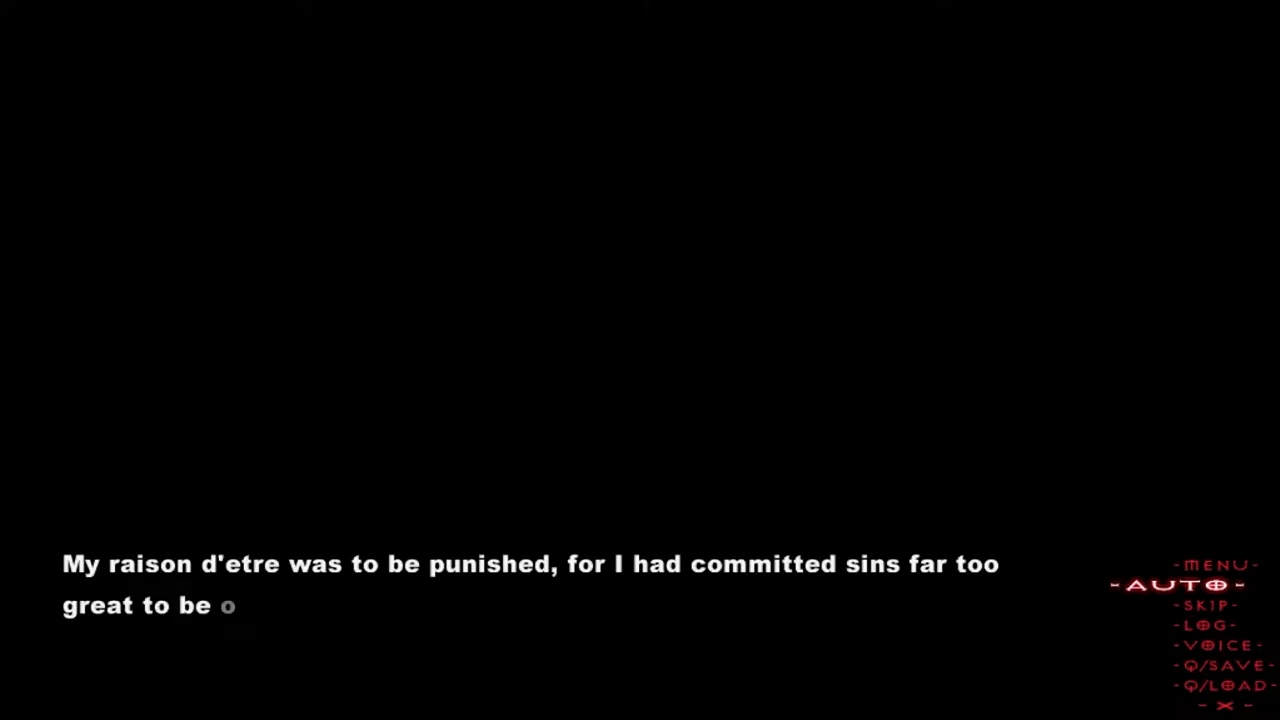 My raison d'etre was to be punished, for I had committed sins far too
great to be o
-MENU-
-AUTO-
-SKIP-
-LOG-
-VOICE-
-Q/SAVE-
-Q/LOAD-
-X-